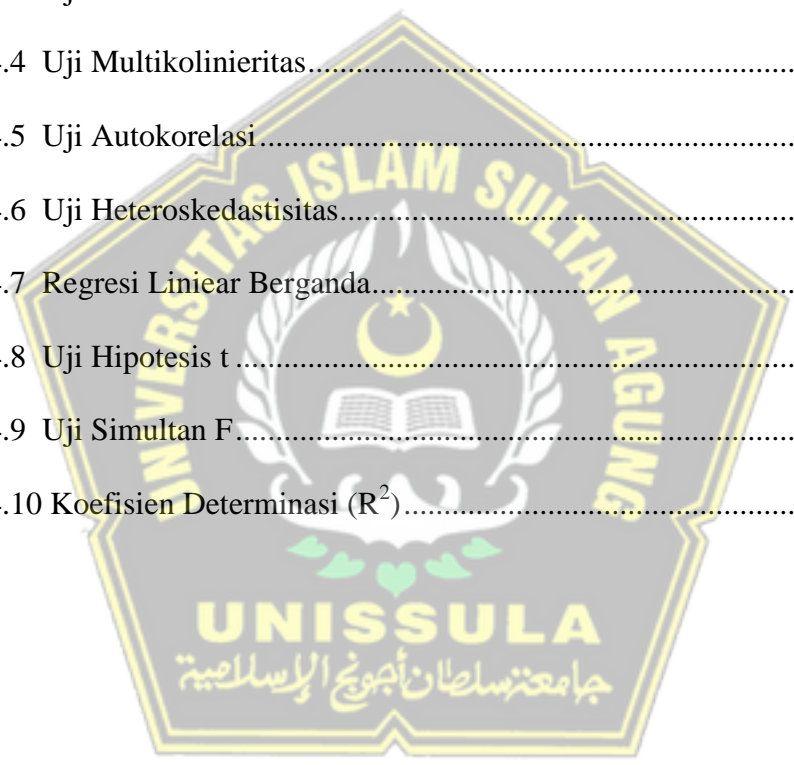 .4 Uji Multikolinieritas
.5 Uji Autokorelasi
.6 Uji Heteroskedastisitas
.7 Regresi Liniear Berganda
.8 Uji Hipotesis t
.9 Uji Simultan F
.10 Koefisien Determinasi (R²)
UNIVERSITAS ISLAM SULTAN AGUNG
UNISSULA
جامعة سلطان أجونج الإسلامية